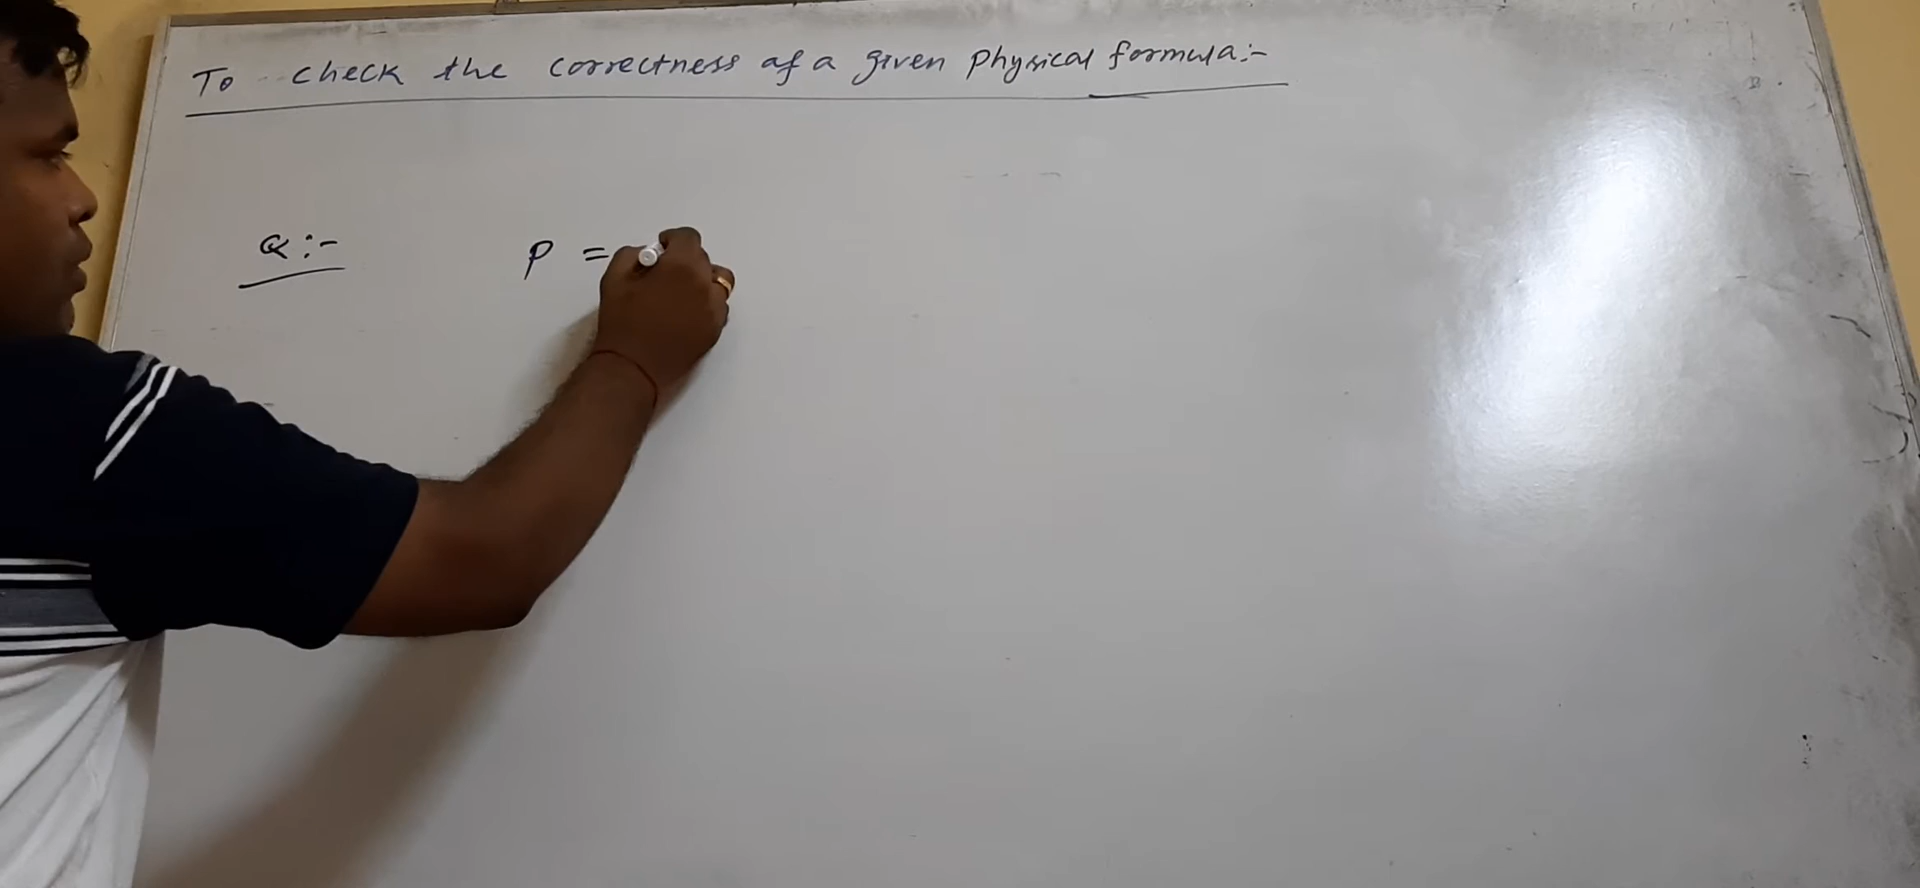 To check the correctness of a given physical formula:-
Q:- P =